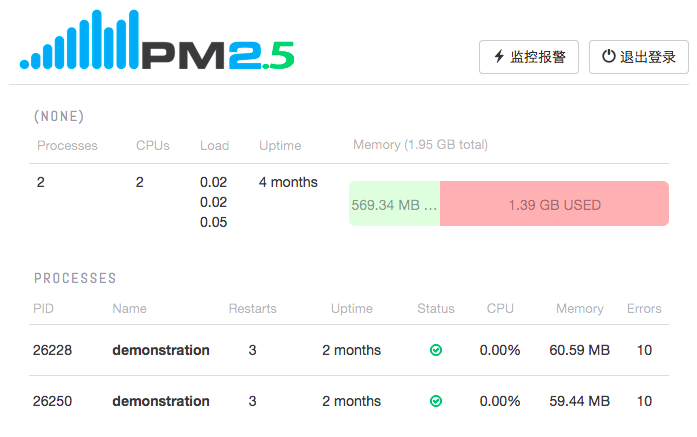 PM2.5
监控报警 退出登录
(NONE)
Processes CPUs Load Uptime Memory (1.95 GB total)
2 2 0.02 4 months
0.02
0.05
569.34 MB ... 1.39 GB USED
PROCESSES
PID Name Restarts Uptime Status CPU Memory Errors
26228 demonstration 3 2 months 0.00% 60.59 MB 10
26250 demonstration 3 2 months 0.00% 59.44 MB 10